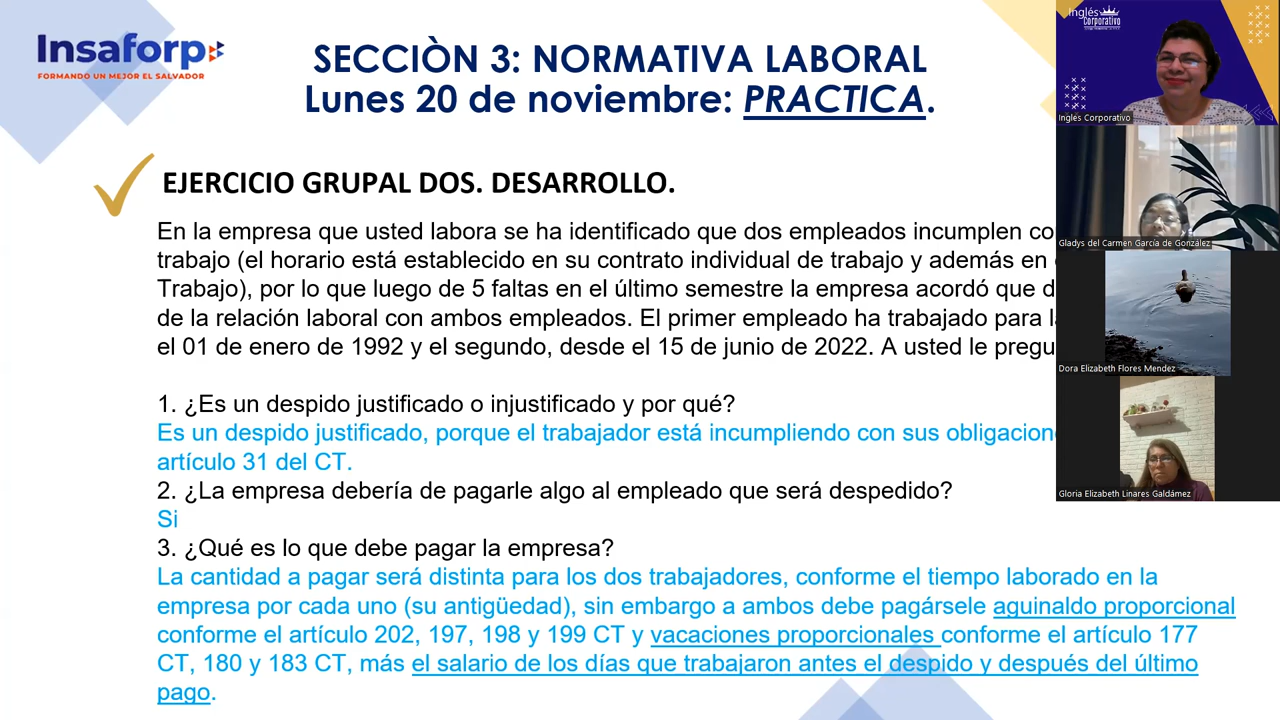 Insaforp
FORMANDO UN MEJOR EL SALVADOR
SECCIÒN 3: NORMATIVA LABORAL
Lunes 20 de noviembre: PRACTICA.
EJERCICIO GRUPAL DOS. DESARROLLO.
En la empresa que usted labora se ha identificado que dos empleados incumplen
trabajo (el horario está establecido en su contrato individual de trabajo y además en
Trabajo), por lo que luego de 5 faltas en el último semestre la empresa acordó que
de la relación laboral con ambos empleados. El primer empleado ha trabajado para
el 01 de enero de 1992 y el segundo, desde el 15 de junio de 2022. A usted le
1. ¿Es un despido justificado o injustificado y por qué?
Es un despido justificado, porque el trabajador está incumpliendo con sus
artículo 31 del CT.
2. ¿La empresa debería de pagarle algo al empleado que será despedido?
Si
3. ¿Qué es lo que debe pagar la empresa?
La cantidad a pagar será distinta para los dos trabajadores, conforme el tiempo laborado en la
empresa por cada uno (su antigüedad), sin embargo a ambos debe pagársele aguinaldo proporcional
conforme el artículo 202, 197, 198 y 199 CT y vacaciones proporcionales conforme el artículo 177
CT, 180 y 183 CT, más el salario de los días que trabajaron antes el despido y después del último
pago.
Inglés
Corporativo
Inglés Corporativo
Gladys del Carmen García de González
Dora Elizabeth Flores Mendez
Gloria Elizabeth Linares Galdámez